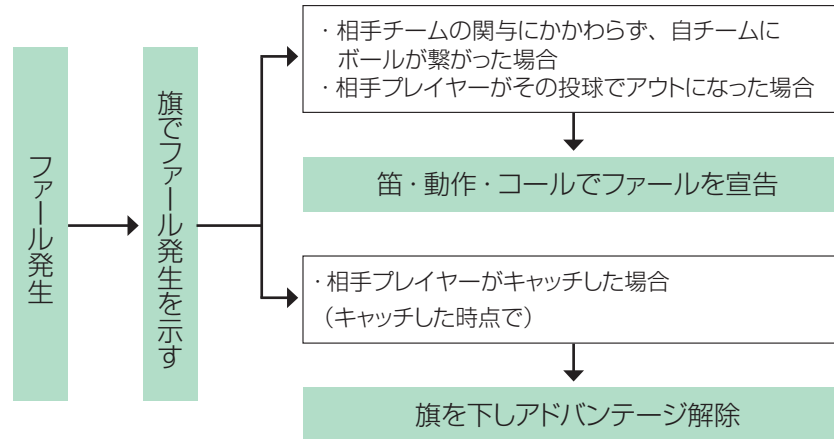 ファール発生
旗でファール発生を示す
・相手チームの関与にかかわらず、自チームに
ボールが繋がった場合
・相手プレイヤーがその投球でアウトになった場合
笛・動作・コールでファールを宣告
・相手プレイヤーがキャッチした場合
（キャッチした時点で）
旗を下しアドバンテージ解除